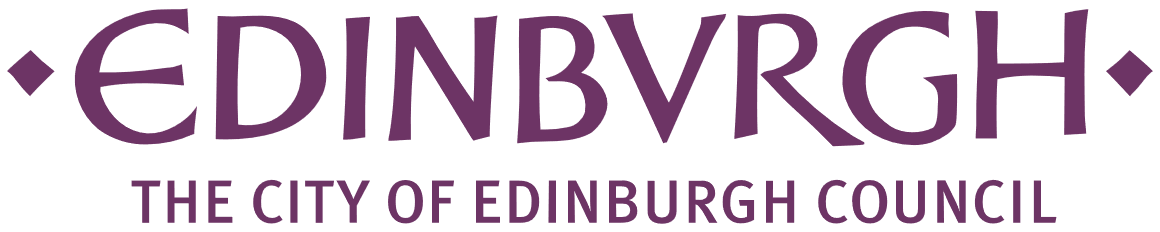 EDINBVRGH
THE CITY OF EDINBURGH COUNCIL